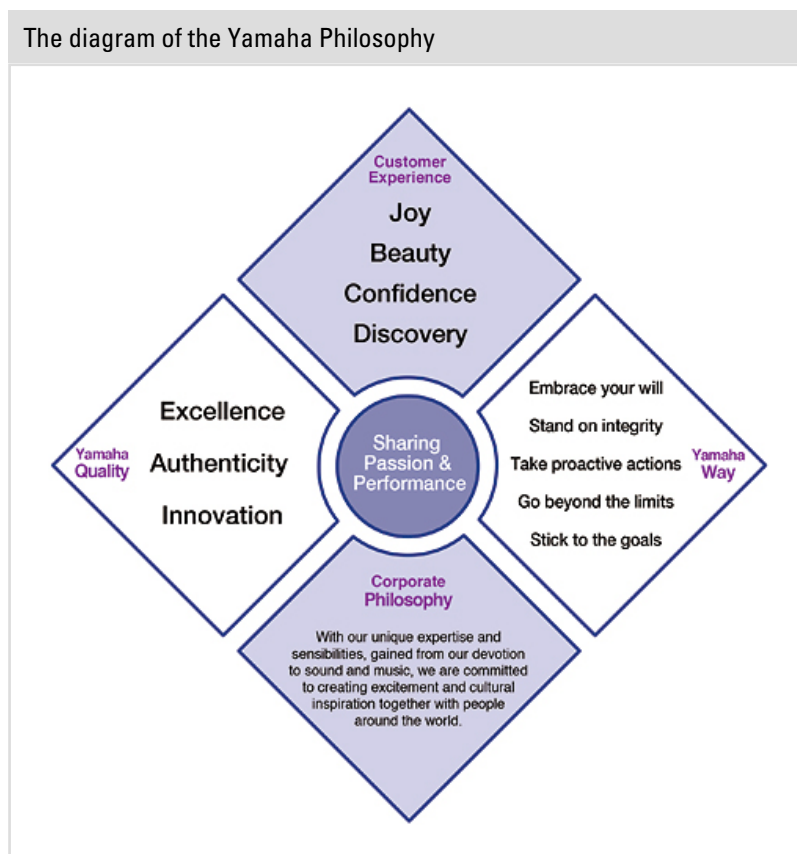 The diagram of the Yamaha Philosophy
Customer
Experience
Joy
Beauty
Confidence
Discovery
Yamaha
Quality
Excellence
Authenticity
Innovation
Sharing
Passion &
Performance
Embrace your will
Stand on integrity
Take proactive actions
Go beyond the limits
Stick to the goals
Yamaha
Way
Corporate
Philosophy
With our unique expertise and
sensibilities, gained from our devotion
to sound and music, we are committed
to creating excitement and cultural
inspiration together with people
around the world.